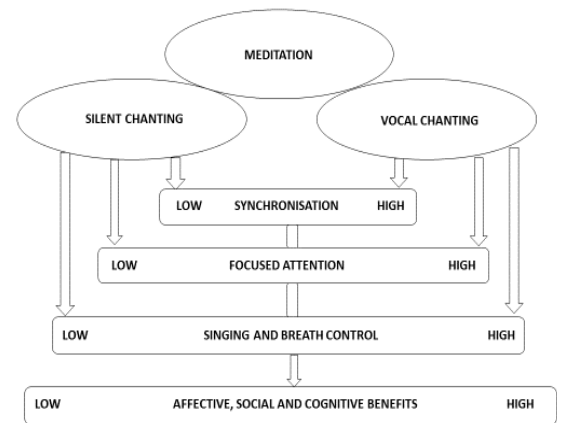 MEDITATION
SILENT CHANTING
VOCAL CHANTING
LOW SYNCHRONISATION HIGH
LOW FOCUSED ATTENTION HIGH
LOW SINGING AND BREATH CONTROL HIGH
LOW AFFECTIVE, SOCIAL AND COGNITIVE BENEFITS HIGH